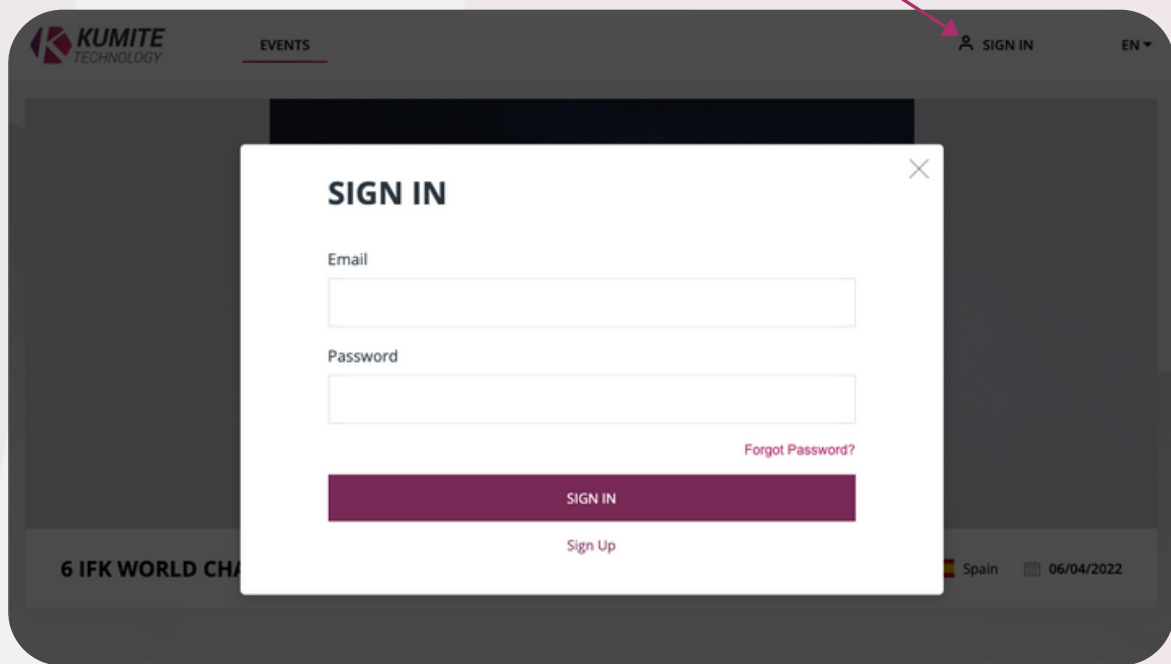 KUMITE
TECHNOLOGY
EVENTS
SIGN IN
EN
SIGN IN
Email
Password
Forgot Password?
SIGN IN
Sign Up
6 IFK WORLD
Spain
06/04/2022